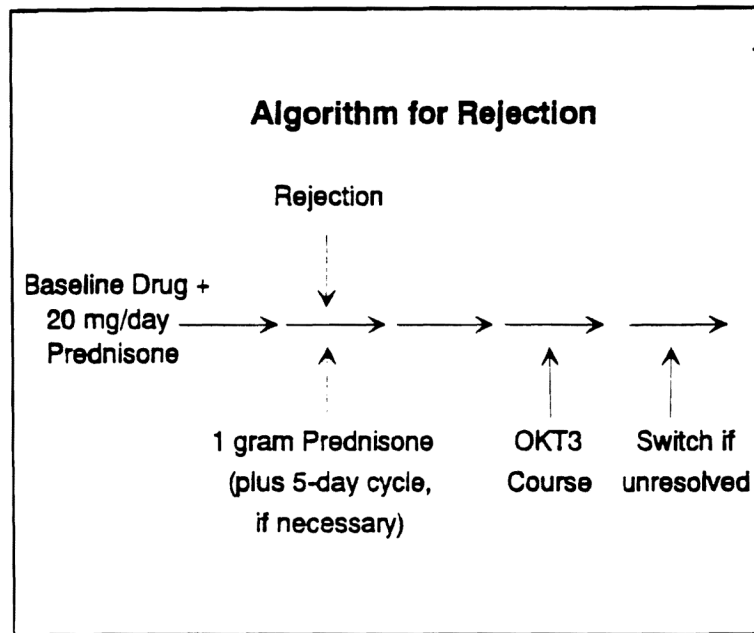 Algorithm for Rejection
Rejection
Baseline Drug +
20 mg/day
Prednisone
1 gram Prednisone
(plus 5-day cycle,
if necessary)
OKT3
Course
Switch if
unresolved